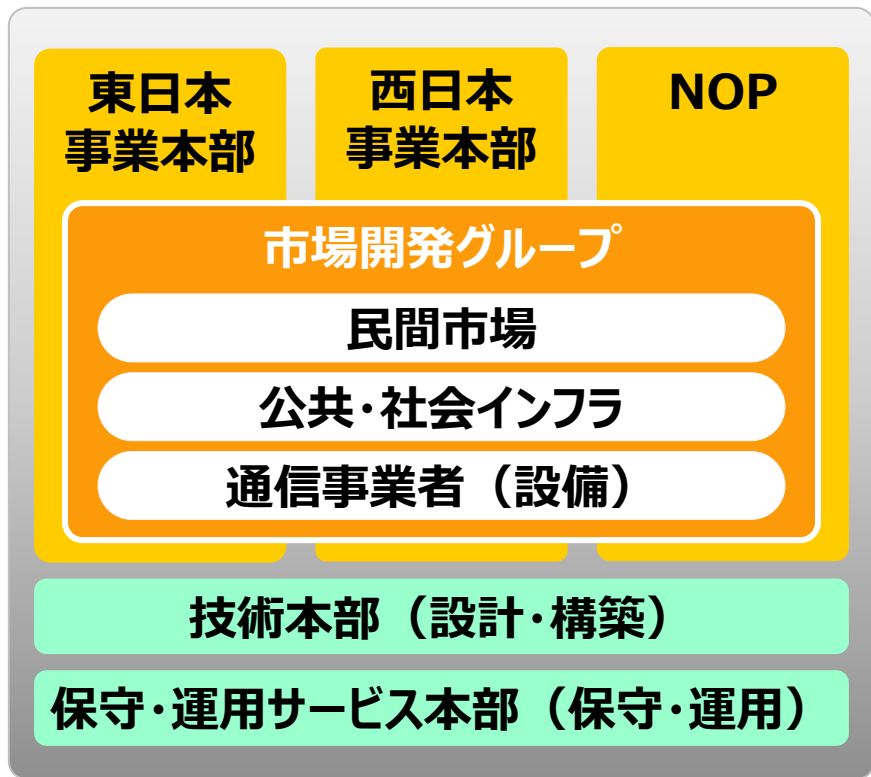 東日本
事業本部
西日本
事業本部
NOP
市場開発グループ
民間市場
公共･社会インフラ
通信事業者（設備）
技術本部（設計･構築）
保守･運用サービス本部（保守･運用）